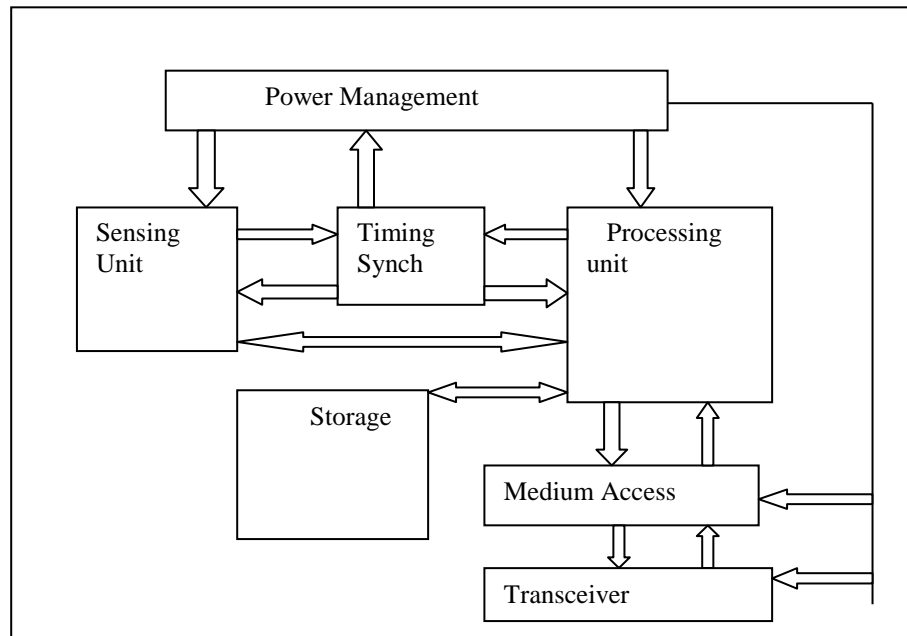 Power Management
Sensing
Unit
Timing
Synch
Processing
unit
Storage
Medium Access
Transceiver